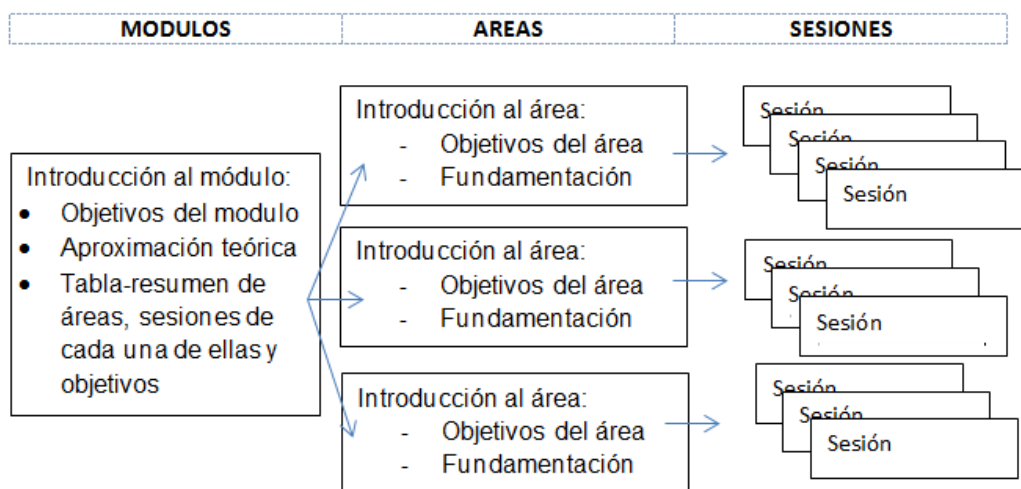 MODULOS
AREAS
SESIONES
Introducción al módulo:
• Objetivos del modulo
• Aproximación teórica
• Tabla-resumen de
áreas, sesiones de
cada una de ellas y
objetivos
Introducción al área:
- Objetivos del área
- Fundamentación
Sesión
Sesión
Sesión
Sesión
Introducción al área:
- Objetivos del área
- Fundamentación
Sesión
Sesión
Sesión
Introducción al área:
- Objetivos del área
- Fundamentación
Sesión
Sesión
Sesión